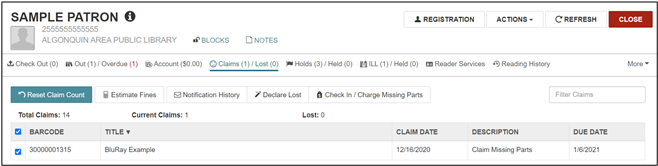 SAMPLE PATRON
REGISTRATION ACTIONS REFRESH CLOSE
2555555555555
ALGONQUIN AREA PUBLIC LIBRARY BLOCKS NOTES
Check Out (0) Out (1) / Overdue (1) Account ($0.00) Claims (1) / Lost (0) Holds (3) / Held (0) ILL (1) / Held (0) Reader Services Reading History More
Reset Claim Count Estimate Fines Notification History Declare Lost Check In / Charge Missing Parts Filter Claims
Total Claims: 14 Current Claims: 1 Lost: 0
BARCODE TITLE CLAIM DATE DESCRIPTION DUE DATE
30000001315 BluRay Example 12/16/2020 Claim Missing Parts 1/6/2021